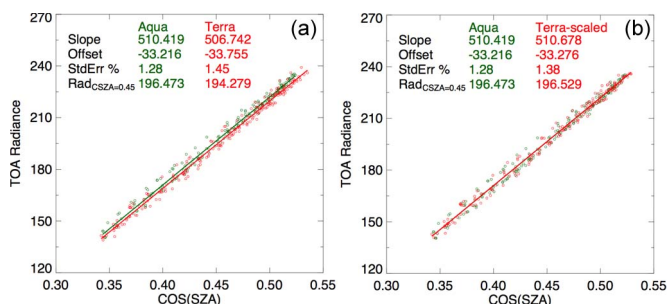 270
240
210
180
150
120
TOA Radiance
Aqua Terra (a)
Slope 510.419 506.742
Offset -33.216 -33.755
StdErr % 1.28 1.45
Rad CSZA=0.45 196.473 194.279
0.30 0.35 0.40 0.45 0.50 0.55
COS(SZA)
270
240
210
180
150
120
TOA Radiance
Aqua Terra-scaled (b)
Slope 510.419 510.678
Offset -33.216 -33.276
StdErr % 1.28 1.38
Rad CSZA=0.45 196.473 196.529
0.30 0.35 0.40 0.45 0.50 0.55
COS(SZA)